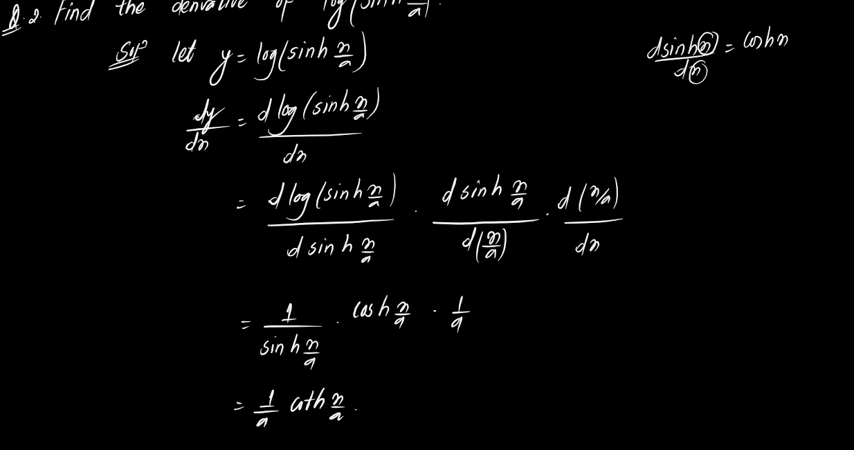 Q.2. Find the derivative of log(sinh x/a).
Solⁿ let y = log(sinh x/a)
d sinh(x)/d(x) = cosh x
dy/dx = d log(sinh x/a)/dx
= d log(sinh x/a)/d sinh x/a . d sinh x/a/d(x/a) . d(x/a)/dx
= 1/sinh x/a . cosh x/a . 1/a
= 1/a coth x/a .